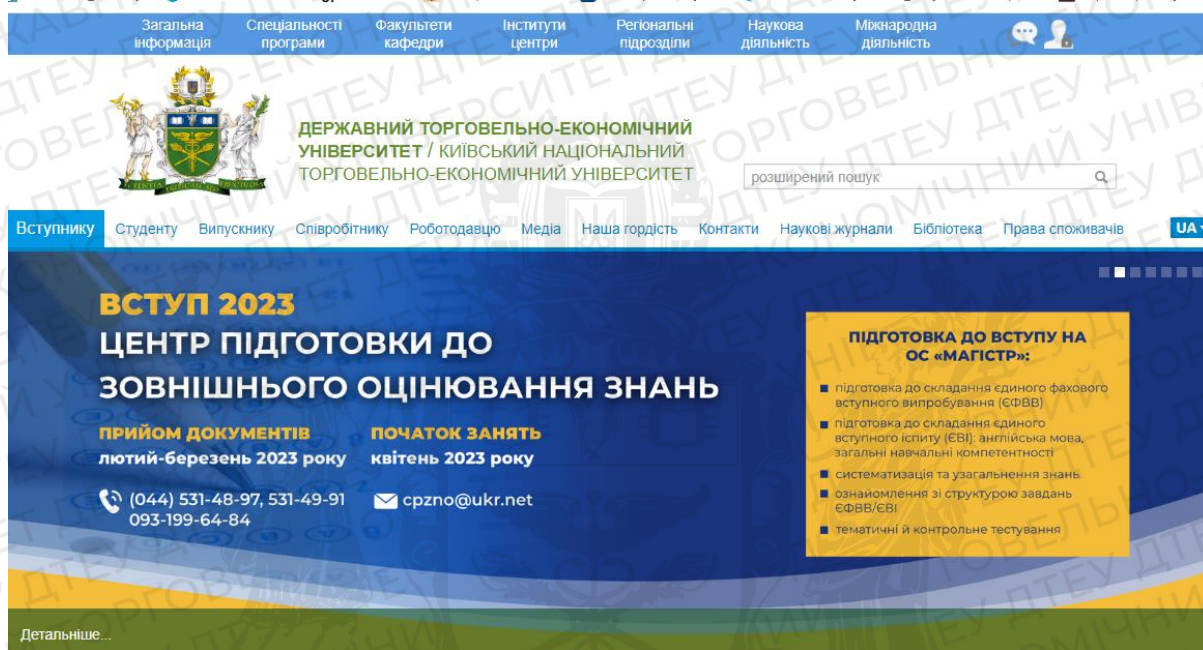 Загальна інформація
Спеціальності програми
Факультети кафедри
Інститути центри
Регіональні підрозділи
Наукова діяльність
Міжнародна діяльність
ДЕРЖАВНИЙ ТОРГОВЕЛЬНО-ЕКОНОМІЧНИЙ
УНІВЕРСИТЕТ / КИЇВСЬКИЙ НАЦІОНАЛЬНИЙ
ТОРГОВЕЛЬНО-ЕКОНОМІЧНИЙ УНІВЕРСИТЕТ
розширений пошук
Вступнику Студенту Випускнику Співробітнику Роботодавцю Медіа Наша гордість Контакти Наукові журнали Бібліотека Права споживачів UA
ВСТУП 2023
ЦЕНТР ПІДГОТОВКИ ДО
ЗОВНІШНЬОГО ОЦІНЮВАННЯ ЗНАНЬ
ПРИЙОМ ДОКУМЕНТІВ
лютий-березень 2023 року
ПОЧАТОК ЗАНЯТЬ
квітень 2023 року
(044) 531-48-97, 531-49-91
093-199-64-84
cpzno@ukr.net
ПІДГОТОВКА ДО ВСТУПУ НА
ОС «МАГІСТР»:
підготовка до складання єдиного фахового
вступного випробування (ЄФВВ)
підготовка до складання єдиного
вступного іспиту (ЄВІ): англійська мова,
загальні навчальні компетентності
систематизація та узагальнення знань
ознайомлення зі структурою завдань
ЄФВВ/ЄВІ
тематичні й контрольне тестування
Детальніше...